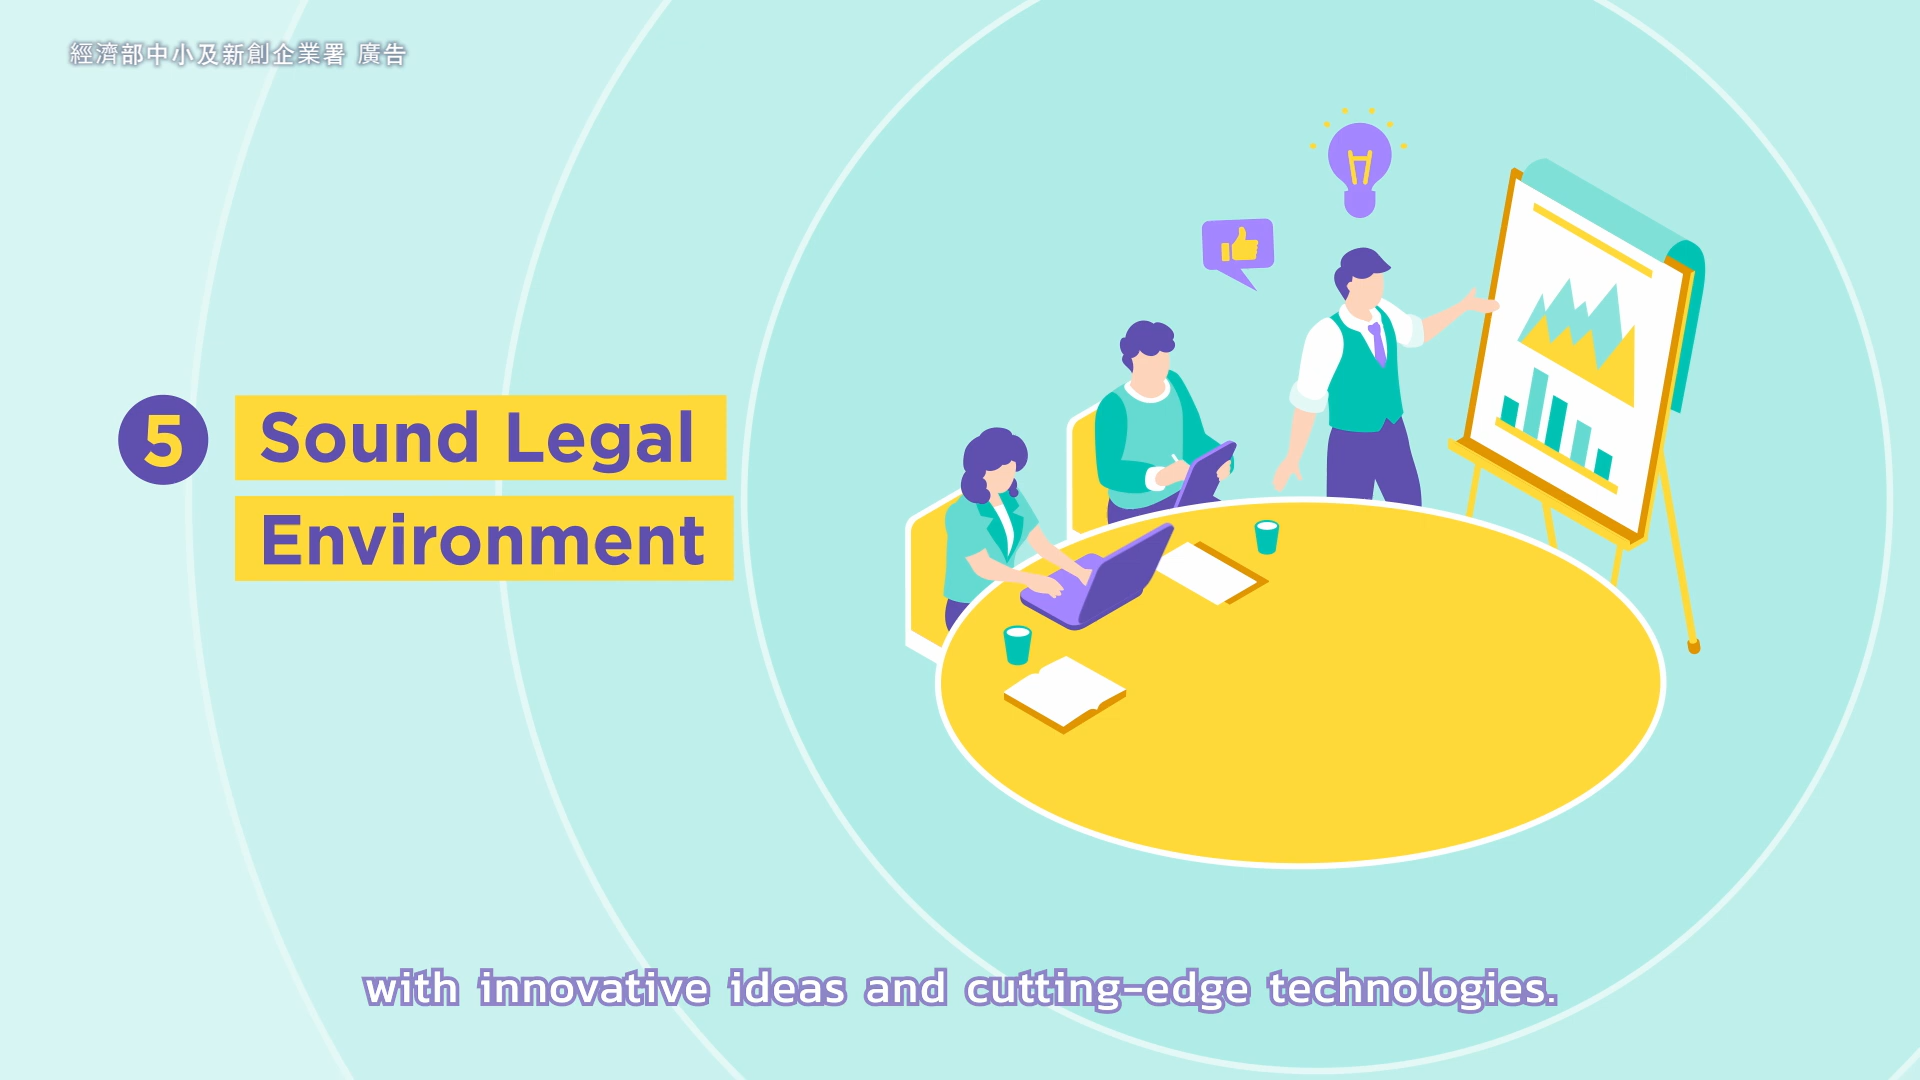 經濟部中小及新創企業署 廣告
5 Sound Legal
Environment
with innovative ideas and cutting-edge technologies.